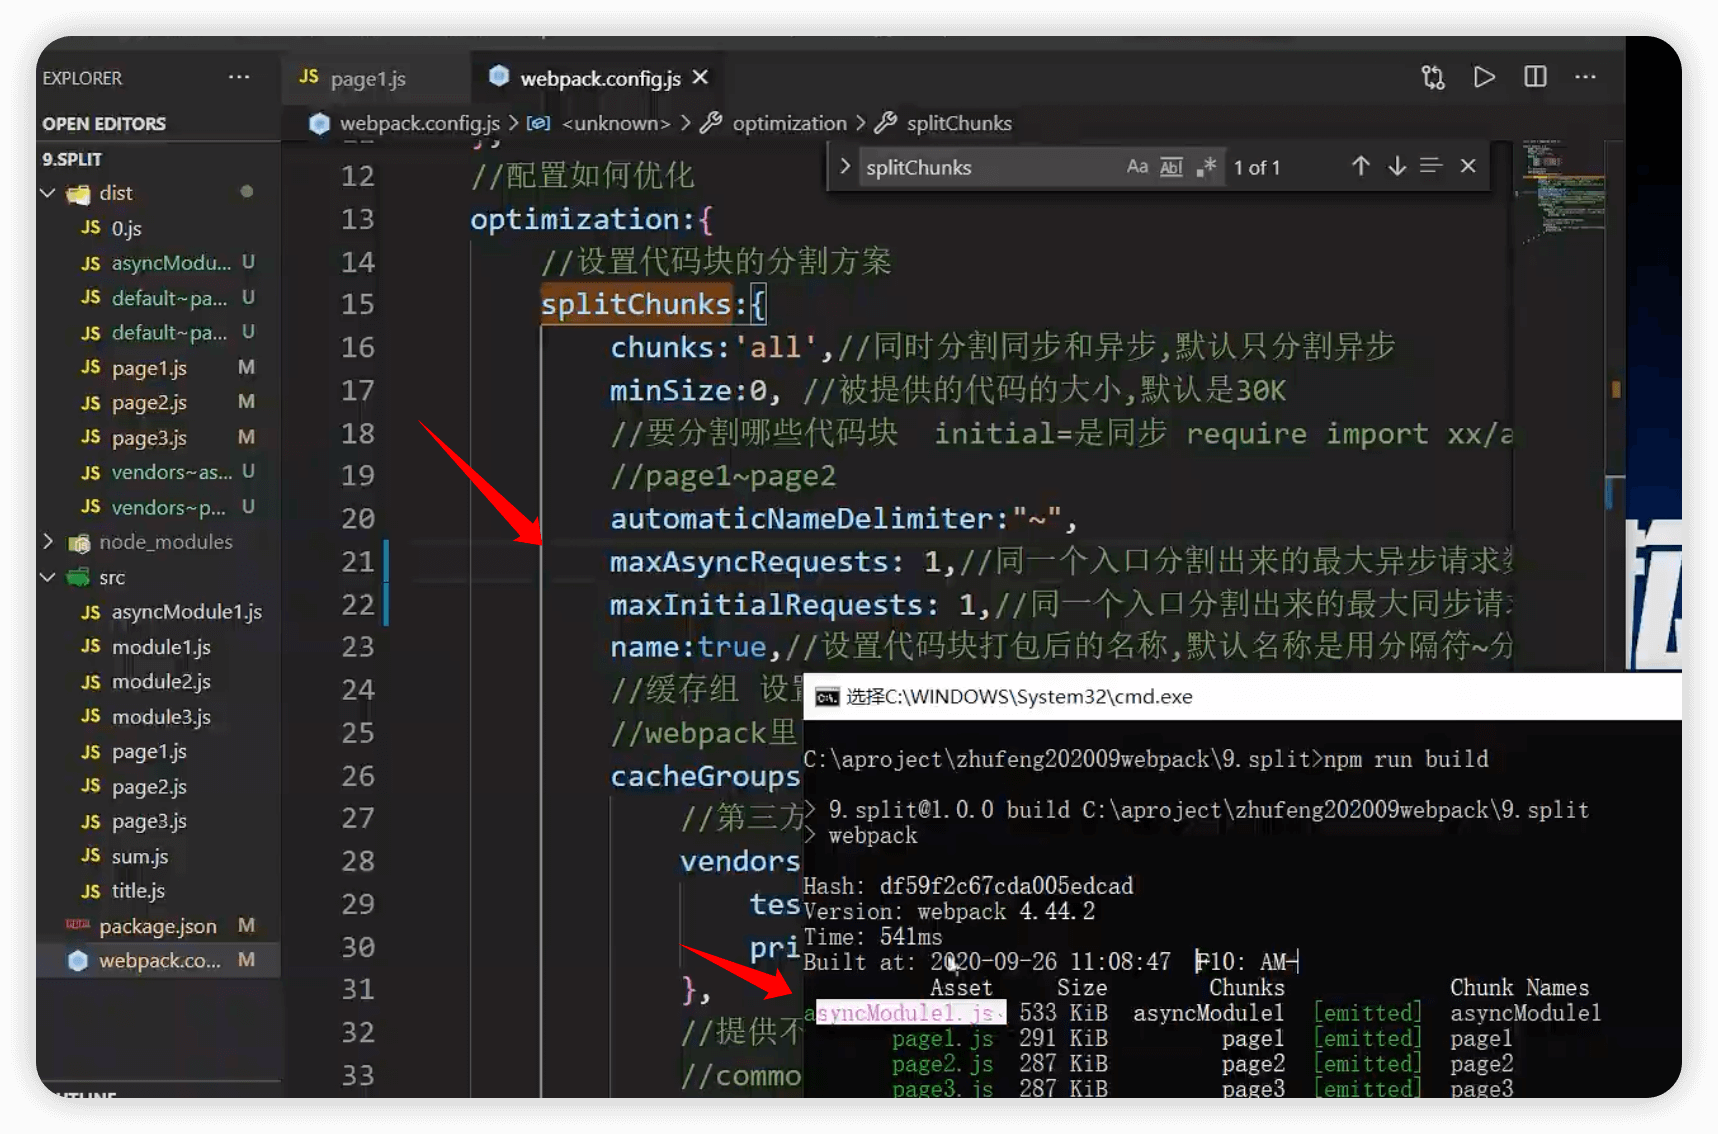 EXPLORER
OPEN EDITORS
9.SPLIT
dist
JS 0.js
JS asyncModu... U
JS default~pa... U
JS default~pa... U
JS page1.js M
JS page2.js M
JS page3.js M
JS vendors~as... U
JS vendors~p... U
node_modules
src
JS asyncModule1.js
JS module1.js
JS module2.js
JS module3.js
JS page1.js
JS page2.js
JS page3.js
JS sum.js
JS title.js
package.json M
webpack.co... M
JS page1.js
webpack.config.js
webpack.config.js > <unknown> > optimization > splitChunks
splitChunks Aa Abl .* 1 of 1
12 //配置如何优化
13 optimization:{
14 //设置代码块的分割方案
15 splitChunks:{
16 chunks:'all',//同时分割同步和异步,默认只分割异步
17 minSize:0, //被提供的代码的大小,默认是30K
18 //要分割哪些代码块 initial=是同步 require import xx/a
19 //page1~page2
20 automaticNameDelimiter:"~",
21 maxAsyncRequests: 1,//同一个入口分割出来的最大异步请求
22 maxInitialRequests: 1,//同一个入口分割出来的最大同步请
23 name:true,//设置代码块打包后的名称,默认名称是用分隔符~分
24 //缓存组 设
25 //webpack里
26 cacheGroups
27 //第三方
28 vendors
29 tes
30 pri
31 },
32 //提供不
33 //commo
选择C:\WINDOWS\System32\cmd.exe
C:\aproject\zhufeng202009webpack\9.split>npm run build
> 9.split@1.0.0 build C:\aproject\zhufeng202009webpack\9.split
> webpack
Hash: df59f2c67cda005edcad
Version: webpack 4.44.2
Time: 541ms
Built at: 2020-09-26 11:08:47 F10: AM
Asset Size Chunks Chunk Names
asyncModule1.js 533 KiB asyncModule1 [emitted] asyncModule1
page1.js 291 KiB page1 [emitted] page1
page2.js 287 KiB page2 [emitted] page2
page3.js 287 KiB page3 [emitted] page3